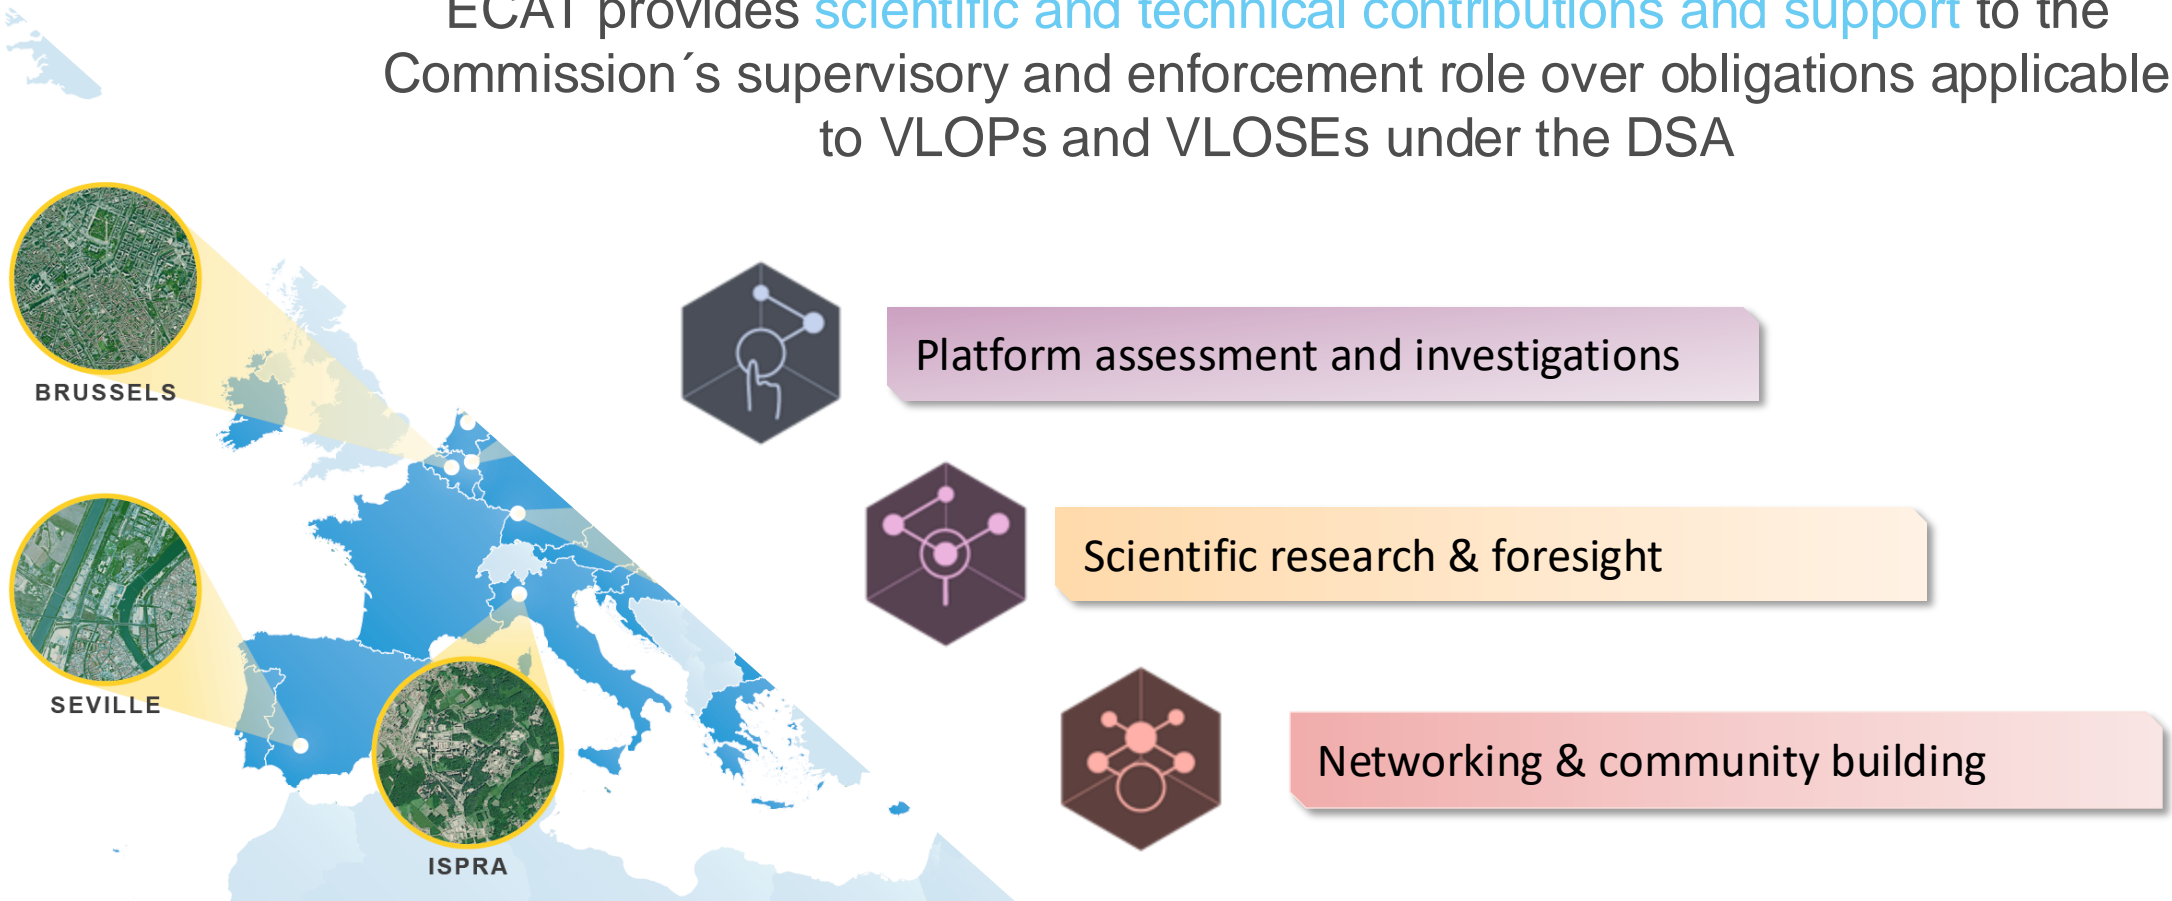 ECAT provides scientific and technical contributions and support to the
Commission´s supervisory and enforcement role over obligations applicable
to VLOPs and VLOSEs under the DSA
BRUSSELS
Platform assessment and investigations
SEVILLE
Scientific research & foresight
ISPRA
Networking & community building